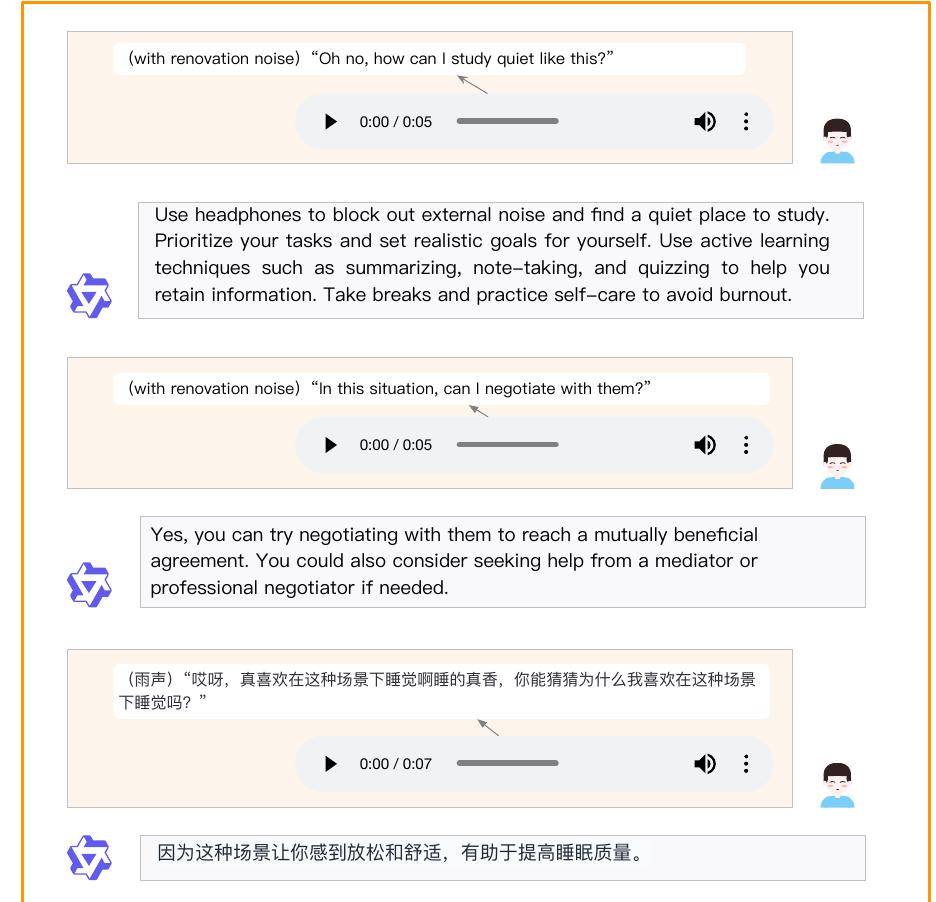 （with renovation noise）“Oh no, how can I study quiet like this?”
0:00 / 0:05
Use headphones to block out external noise and find a quiet place to study.
Prioritize your tasks and set realistic goals for yourself. Use active learning
techniques such as summarizing, note–taking, and quizzing to help you
retain information. Take breaks and practice self–care to avoid burnout.
（with renovation noise）“In this situation, can I negotiate with them?”
0:00 / 0:05
Yes, you can try negotiating with them to reach a mutually beneficial
agreement. You could also consider seeking help from a mediator or
professional negotiator if needed.
（雨声）“哎呀，真喜欢在这种场景下睡觉啊睡的真香，你能猜猜为什么我喜欢在这种场景
下睡觉吗？”
0:00 / 0:07
因为这种场景让你感到放松和舒适，有助于提高睡眠质量。